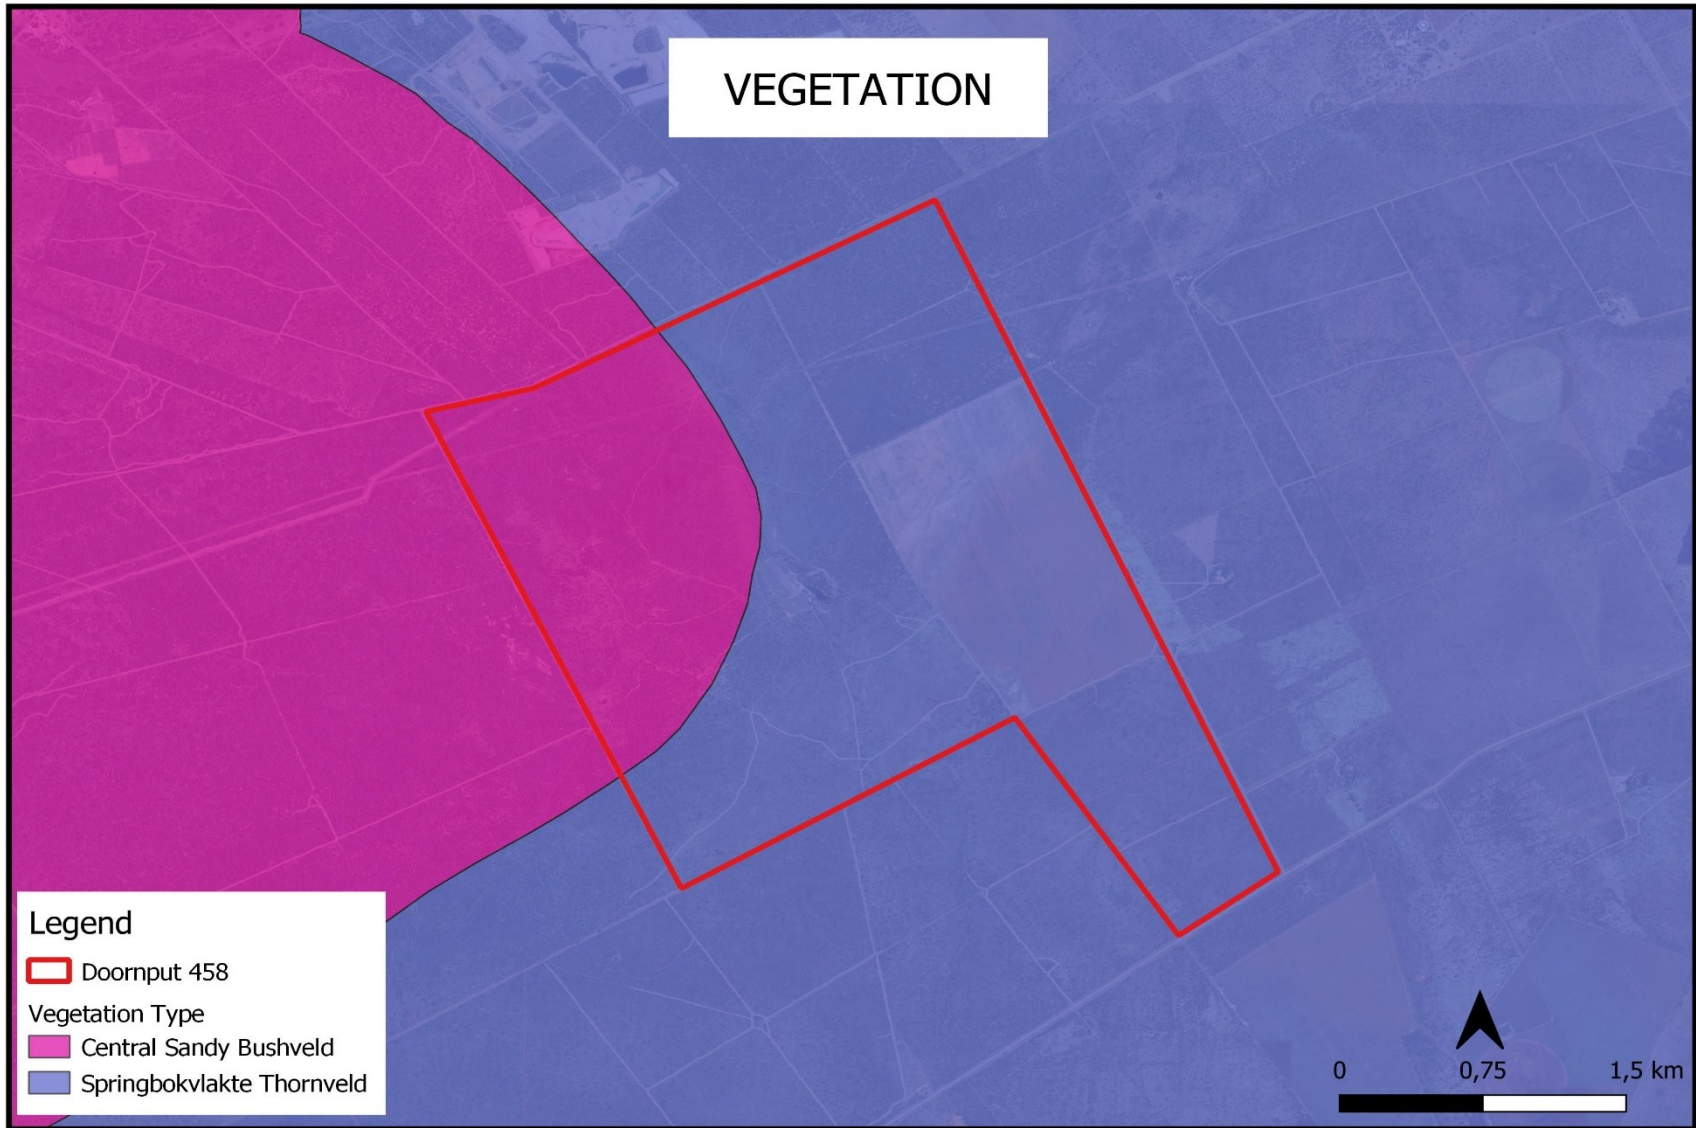 VEGETATION
Legend
Doornput 458
Vegetation Type
Central Sandy Bushveld
Springbokvlakte Thornveld
0 0,75 1,5 km